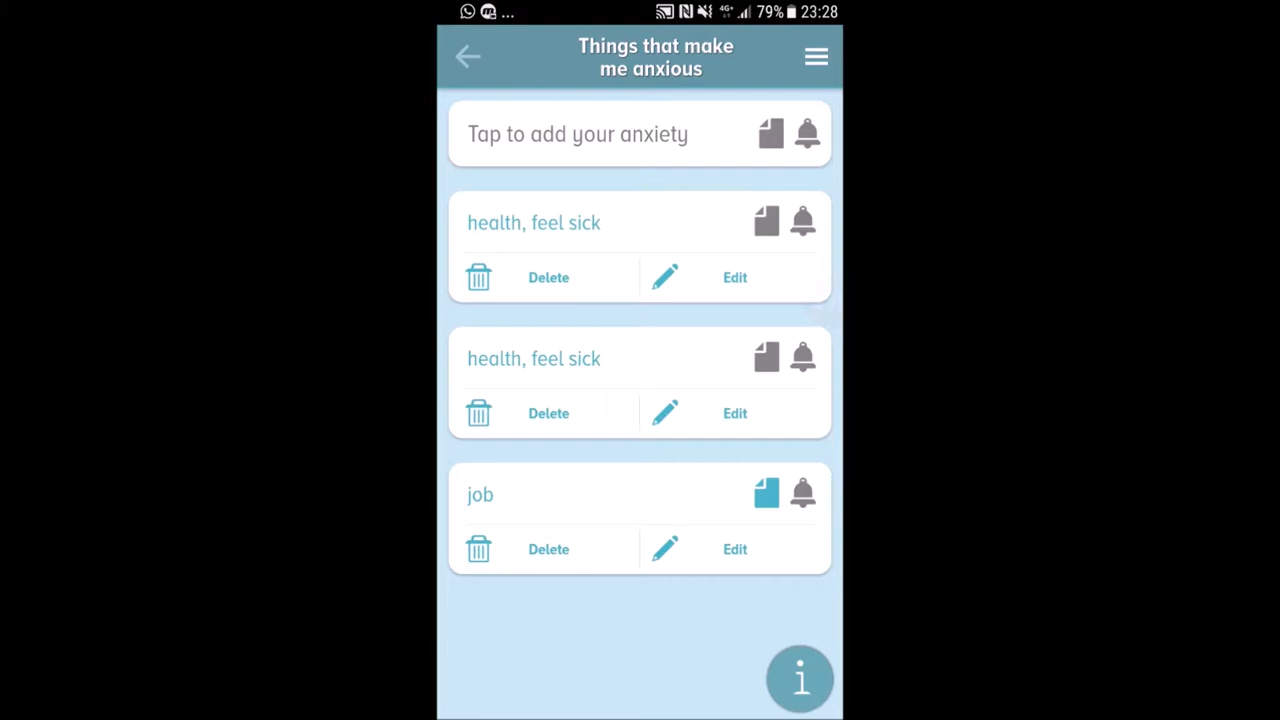 ... 4G+ 79% 23:28
Things that make
me anxious
Tap to add your anxiety
health, feel sick
Delete Edit
health, feel sick
Delete Edit
job
Delete Edit
i